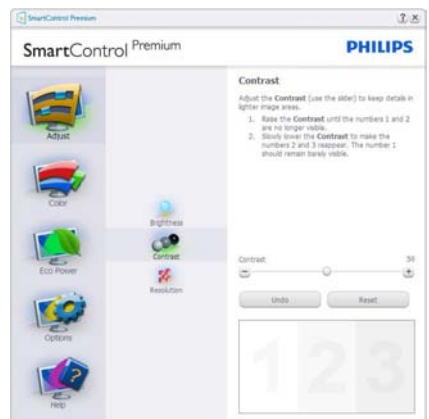 SmartControl Premium
SmartControl Premium
PHILIPS
Adjust
Color
Eco Power
Options
Help
Brightness
Contrast
Resolution
Contrast
Adjust the Contrast (use the slider) to keep details in
lighter image areas.
1. Raise the Contrast until the numbers 1 and 2
are no longer visible.
2. Slowly lower the Contrast to make the
numbers 2 and 3 reappear. The number 1
should remain barely visible.
Contrast 50
Undo Reset
1 2 3